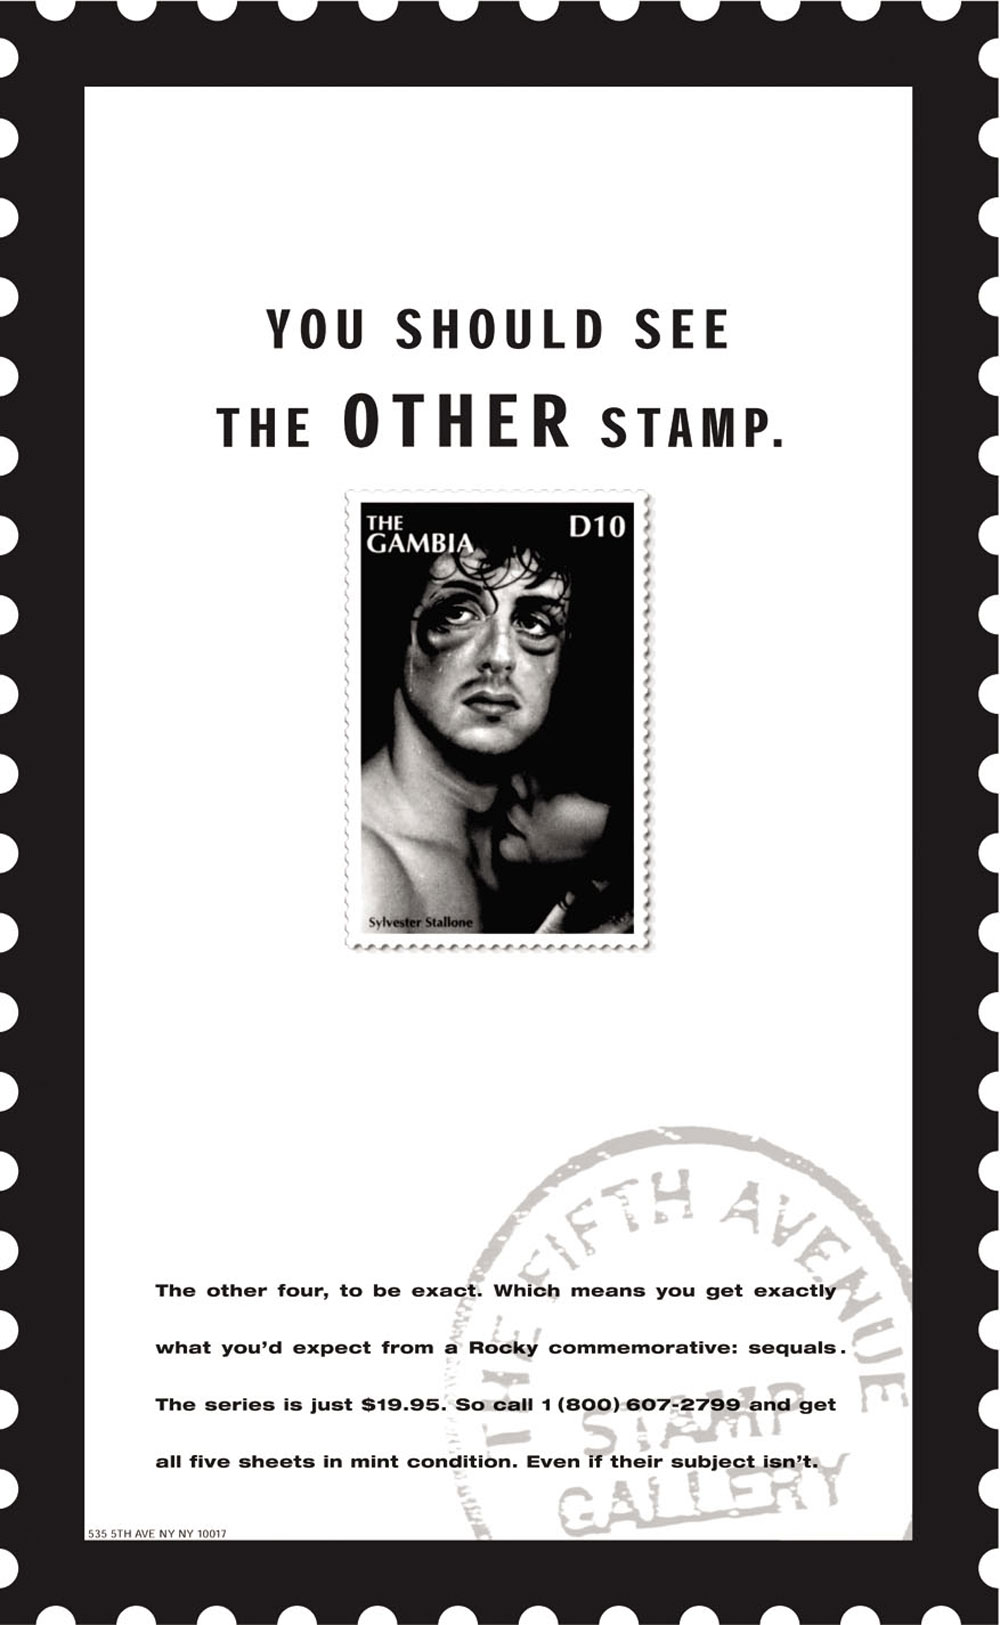 YOU SHOULD SEE
THE OTHER STAMP.
THE
GAMBIA
D10
Sylvester Stallone
The other four, to be exact. Which means you get exactly
what you'd expect from a Rocky commemorative: sequals.
The series is just $19.95. So call 1 (800) 607-2799 and get
all five sheets in mint condition. Even if their subject isn't.
THE FIFTH AVENUE
STAMP
GALLERY
535 5TH AVE NY NY 10017